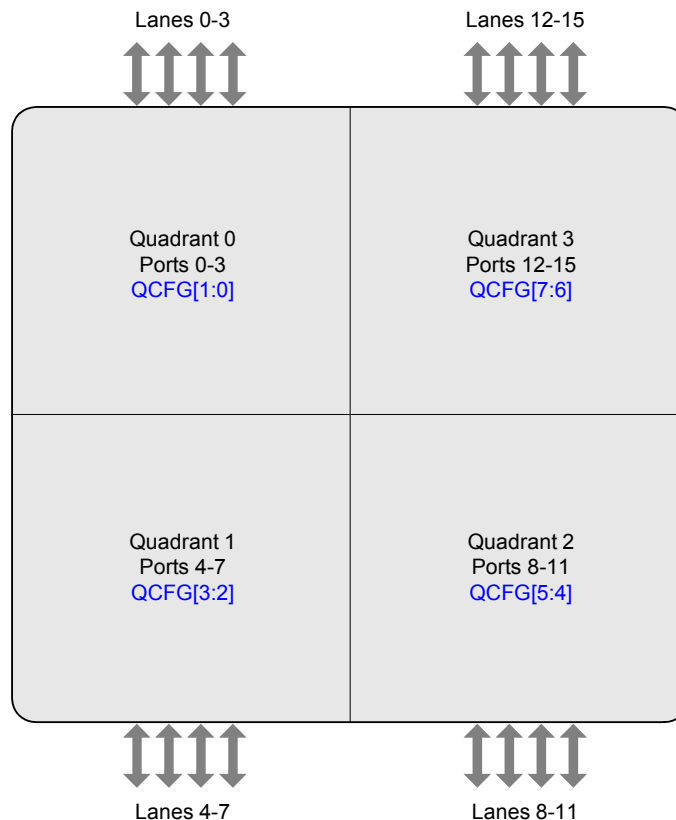 Lanes 0-3
Lanes 12-15
Quadrant 0
Ports 0-3
QCFG[1:0]
Quadrant 3
Ports 12-15
QCFG[7:6]
Quadrant 1
Ports 4-7
QCFG[3:2]
Quadrant 2
Ports 8-11
QCFG[5:4]
Lanes 4-7
Lanes 8-11